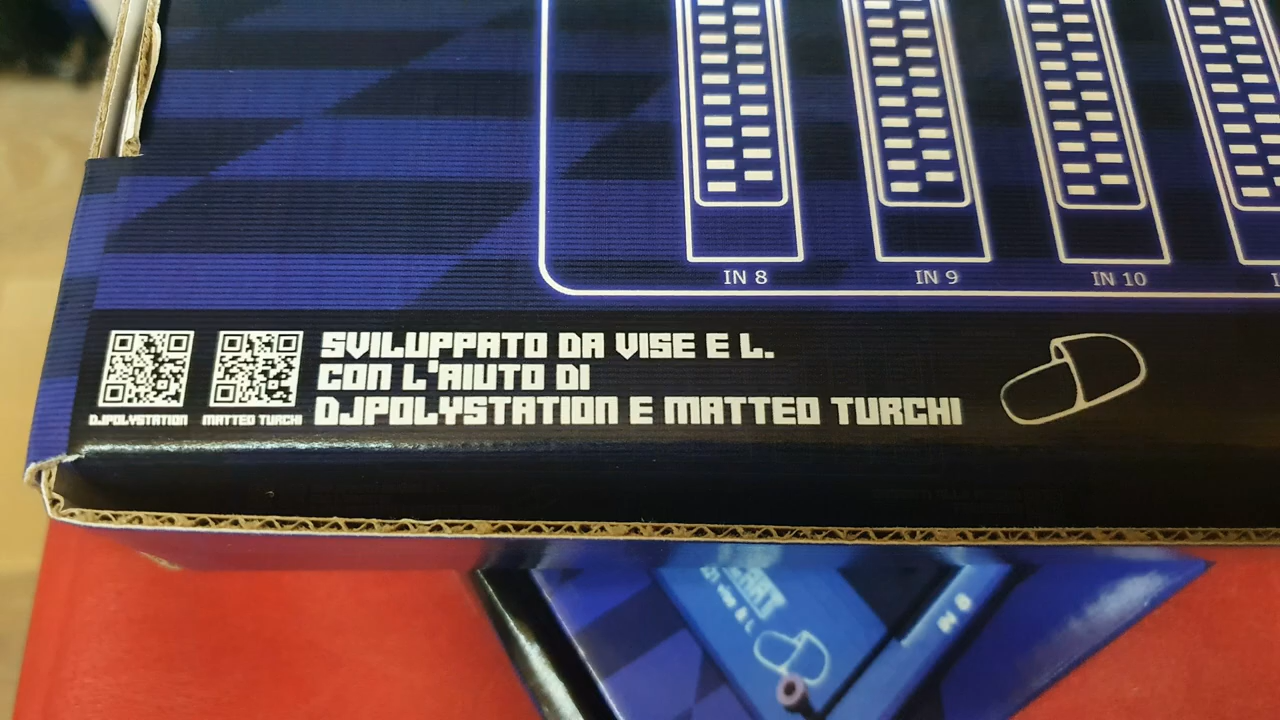 IN 8
IN 9
IN 10
SVILUPPATO DA VISE E L.
CON L'AIUTO DI
DJPOLYSTATION E MATTEO TURCHI
DJPOLYSTATION
MATTEO TURCHI